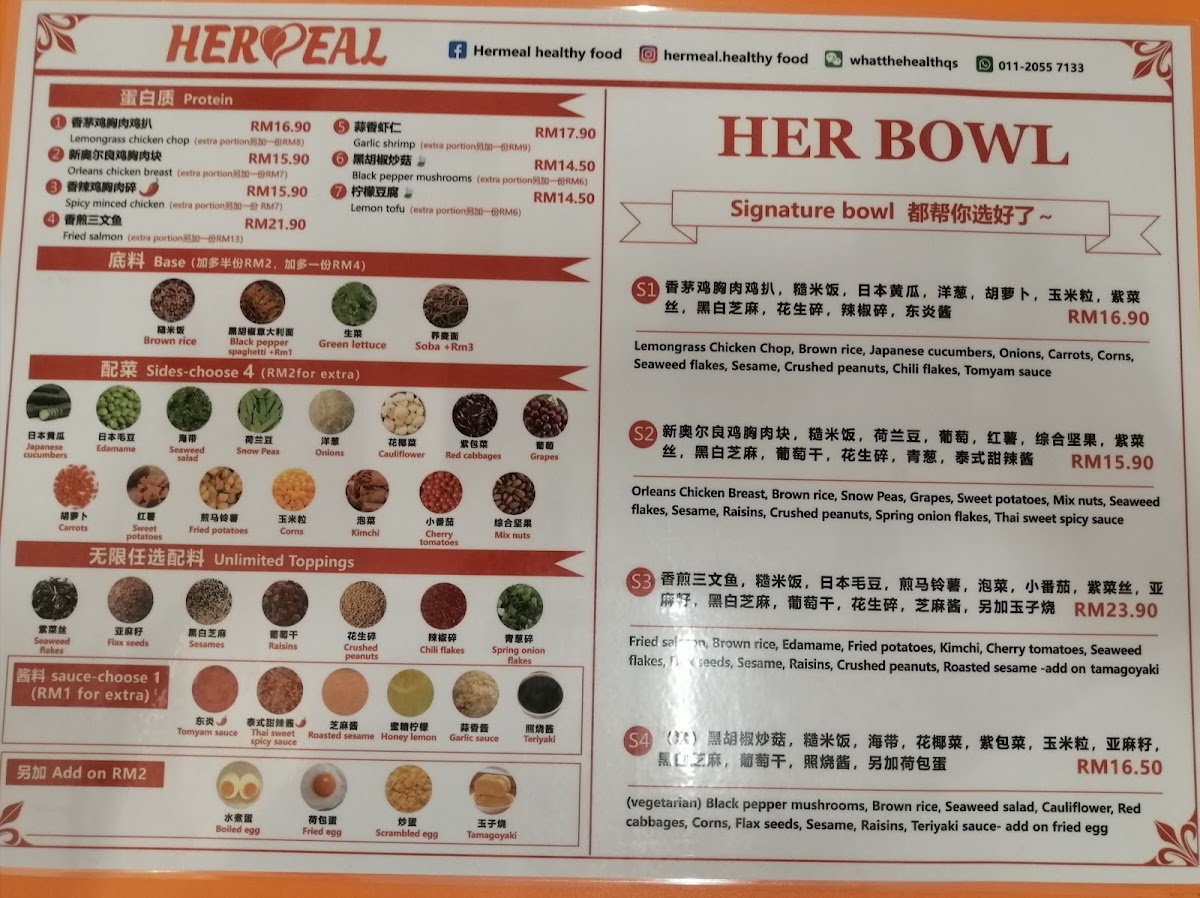 HERMEAL
Hermeal healthy food
hermeal.healthy food
whatthehealthqs
011-2055 7133
蛋白质 Protein
1 香茅鸡胸肉鸡扒 RM16.90
Lemongrass chicken chop (extra portion另加一份RM8)
2 新奥尔良鸡胸肉块 RM15.90
Orleans chicken breast (extra portion另加一份RM7)
3 香辣鸡胸肉碎 RM15.90
Spicy minced chicken (extra portion另加一份 RM7)
4 香煎三文鱼 RM21.90
Fried salmon (extra portion另加一份RM13)
5 蒜香虾仁 RM17.90
Garlic shrimp (extra portion另加一份RM9)
6 黑胡椒炒菇 RM14.50
Black pepper mushrooms (extra portion另加一份RM6)
7 柠檬豆腐 RM14.50
Lemon tofu (extra portion另加一份RM6)
底料 Base (加多半份RM2, 加多一份RM4)
糙米饭
Brown rice
黑胡椒意大利面
Black pepper
spaghetti +Rm1
生菜
Green lettuce
荞麦面
Soba +Rm3
配菜 Sides-choose 4 (RM2for extra)
日本黄瓜
Japanese
cucumbers
日本毛豆
Edamame
海带
Seaweed
salad
荷兰豆
Snow Peas
洋葱
Onions
花椰菜
Cauliflower
紫包菜
Red cabbages
葡萄
Grapes
胡萝卜
Carrots
红薯
Sweet
potatoes
煎马铃薯
Fried potatoes
玉米粒
Corns
泡菜
Kimchi
小番茄
Cherry
tomatoes
综合坚果
Mix nuts
无限任选配料 Unlimited Toppings
紫菜丝
Seaweed
flakes
亚麻籽
Flax seeds
黑白芝麻
Sesames
葡萄干
Raisins
花生碎
Crushed
peanuts
辣椒碎
Chili flakes
青葱碎
Spring onion
flakes
酱料 sauce-choose 1
(RM1 for extra)
东炎
Tomyam sauce
泰式甜辣酱
Thai sweet
spicy sauce
芝麻酱
Roasted sesame
蜜糖柠檬
Honey lemon
蒜香酱
Garlic sauce
照烧酱
Teriyaki
另加 Add on RM2
水煮蛋
Boiled egg
荷包蛋
Fried egg
炒蛋
Scrambled egg
玉子烧
Tamagoyaki
HER BOWL
Signature bowl 都帮你选好了~
S1 香茅鸡胸肉鸡扒，糙米饭，日本黄瓜，洋葱，胡萝卜，玉米粒，紫菜
丝，黑白芝麻，花生碎，辣椒碎，东炎酱 RM16.90
Lemongrass Chicken Chop, Brown rice, Japanese cucumbers, Onions, Carrots, Corns,
Seaweed flakes, Sesame, Crushed peanuts, Chili flakes, Tomyam sauce
S2 新奥尔良鸡胸肉块，糙米饭，荷兰豆，葡萄，红薯，综合坚果，紫菜
丝，黑白芝麻，葡萄干，花生碎，青葱，泰式甜辣酱 RM15.90
Orleans Chicken Breast, Brown rice, Snow Peas, Grapes, Sweet potatoes, Mix nuts, Seaweed
flakes, Sesame, Raisins, Crushed peanuts, Spring onion flakes, Thai sweet spicy sauce
S3 香煎三文鱼，糙米饭，日本毛豆，煎马铃薯，泡菜，小番茄，紫菜丝，亚
麻籽，黑白芝麻，葡萄干，花生碎，芝麻酱，另加玉子烧 RM23.90
Fried salmon, Brown rice, Edamame, Fried potatoes, Kimchi, Cherry tomatoes, Seaweed
flakes, Flax seeds, Sesame, Raisins, Crushed peanuts, Roasted sesame -add on tamagoyaki
S4 (素) 黑胡椒炒菇，糙米饭，海带，花椰菜，紫包菜，玉米粒，亚麻籽，
黑白芝麻，葡萄干，照烧酱，另加荷包蛋 RM16.50
(vegetarian) Black pepper mushrooms, Brown rice, Seaweed salad, Cauliflower, Red
cabbages, Corns, Flax seeds, Sesame, Raisins, Teriyaki sauce- add on fried egg